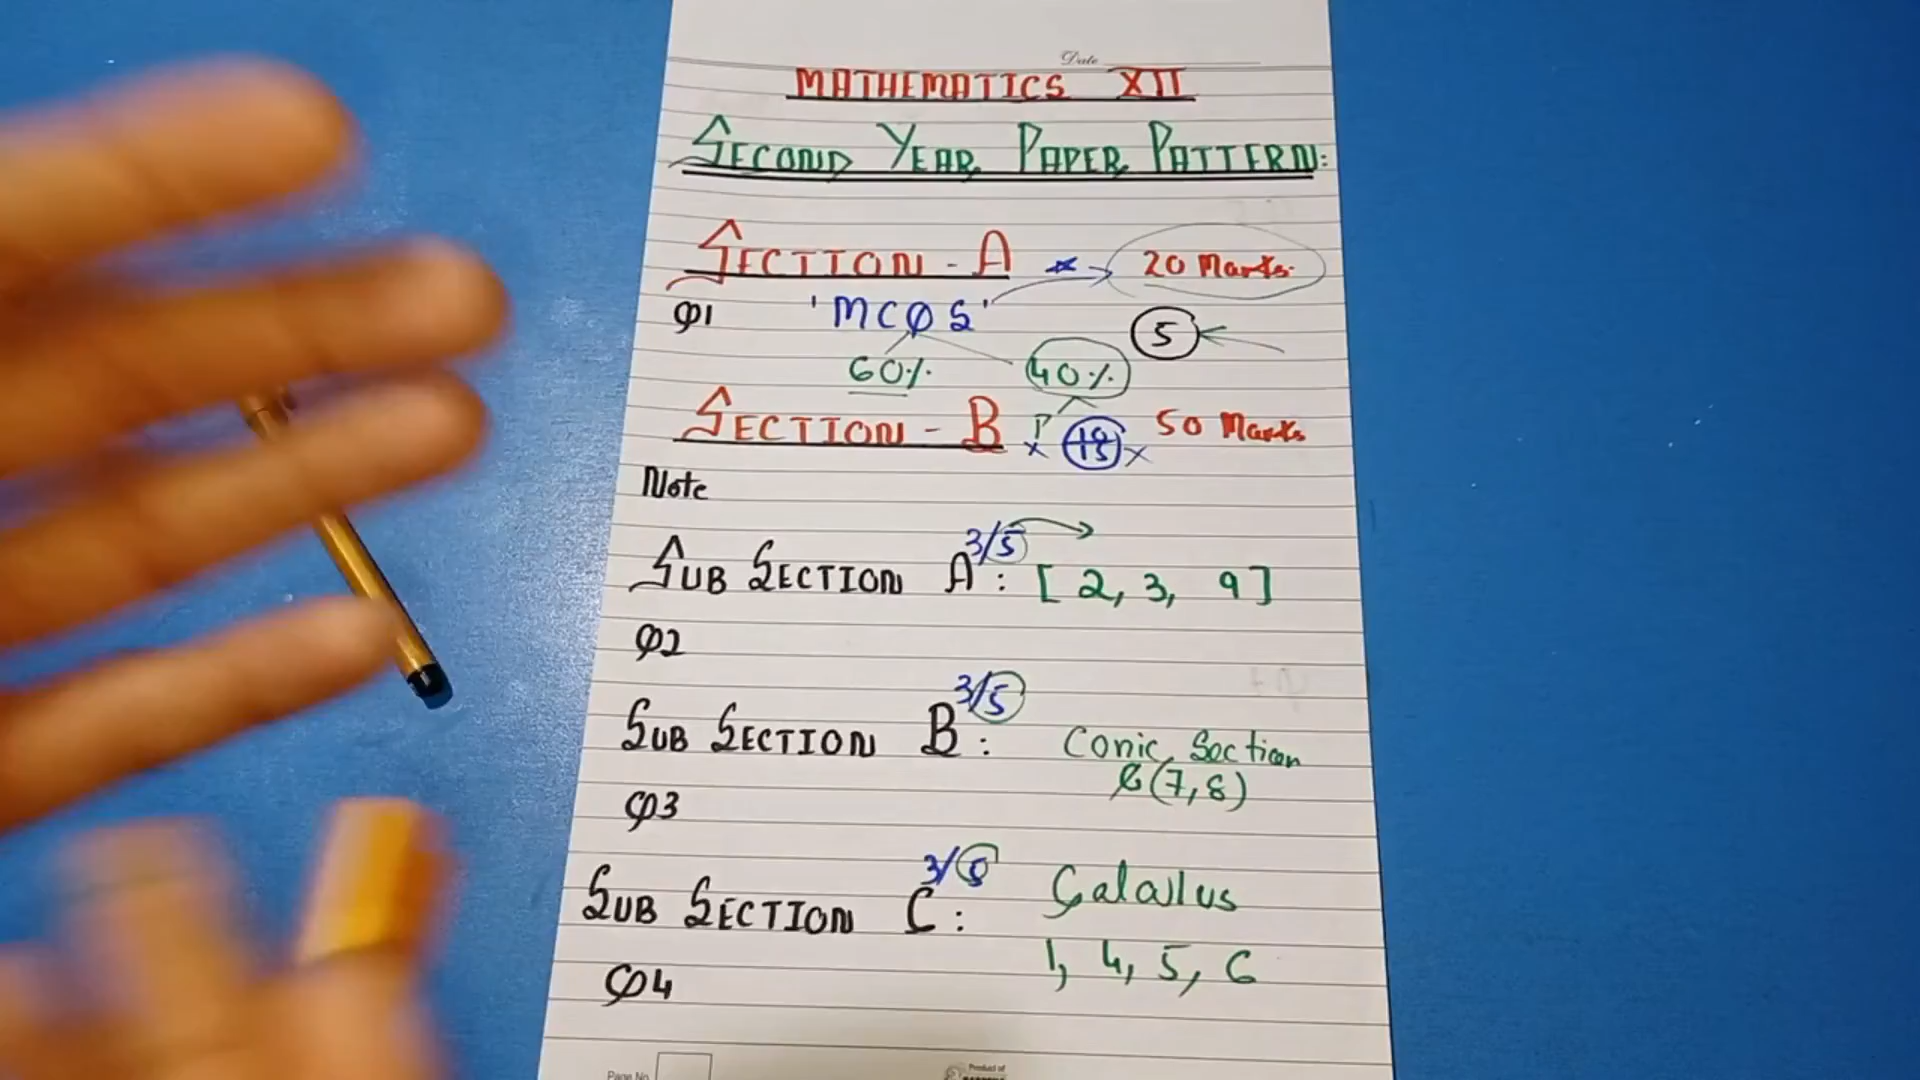 Date
MATHEMATICS XII
SECOND YEAR PAPER PATTERN:
SECTION - A 20 Marks.
Q1 'MCQS' 5
60% 40%
SECTION - B 50 Marks
Note
3/5
SUB SECTION A: [2, 3, 9]
Q2
3/5
SUB SECTION B: Conic Section
(7,8)
Q3
3/5
SUB SECTION C: Calculus
1, 4, 5, 6
Q4
Page No.
Product of